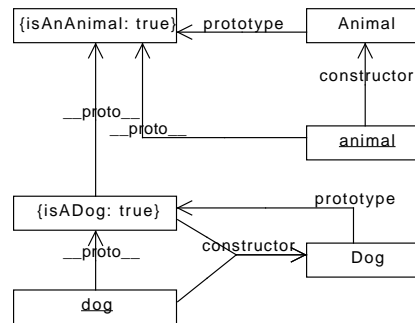 {isAnAnimal: true}
prototype
Animal
constructor
__proto__
__proto__
animal
prototype
{isADog: true}
constructor
Dog
__proto__
dog